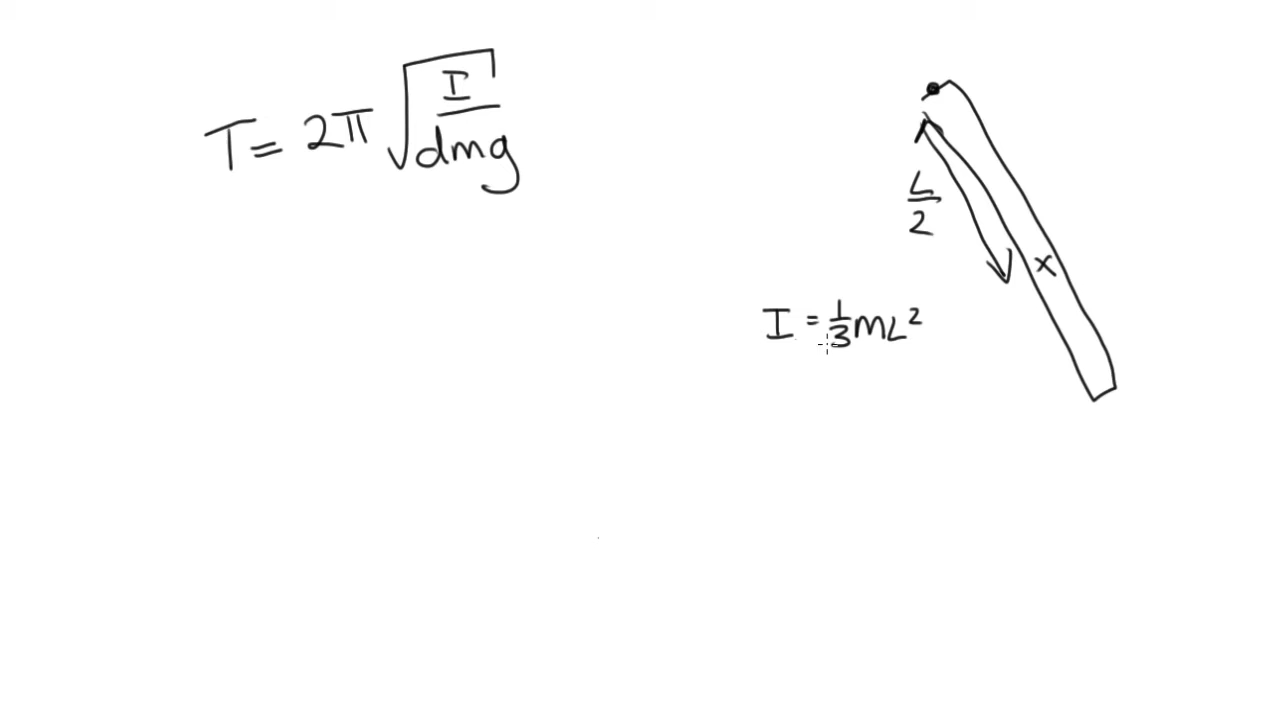 T = 2π √(I/dmg)
L/2
x
I = 1/3 mL²